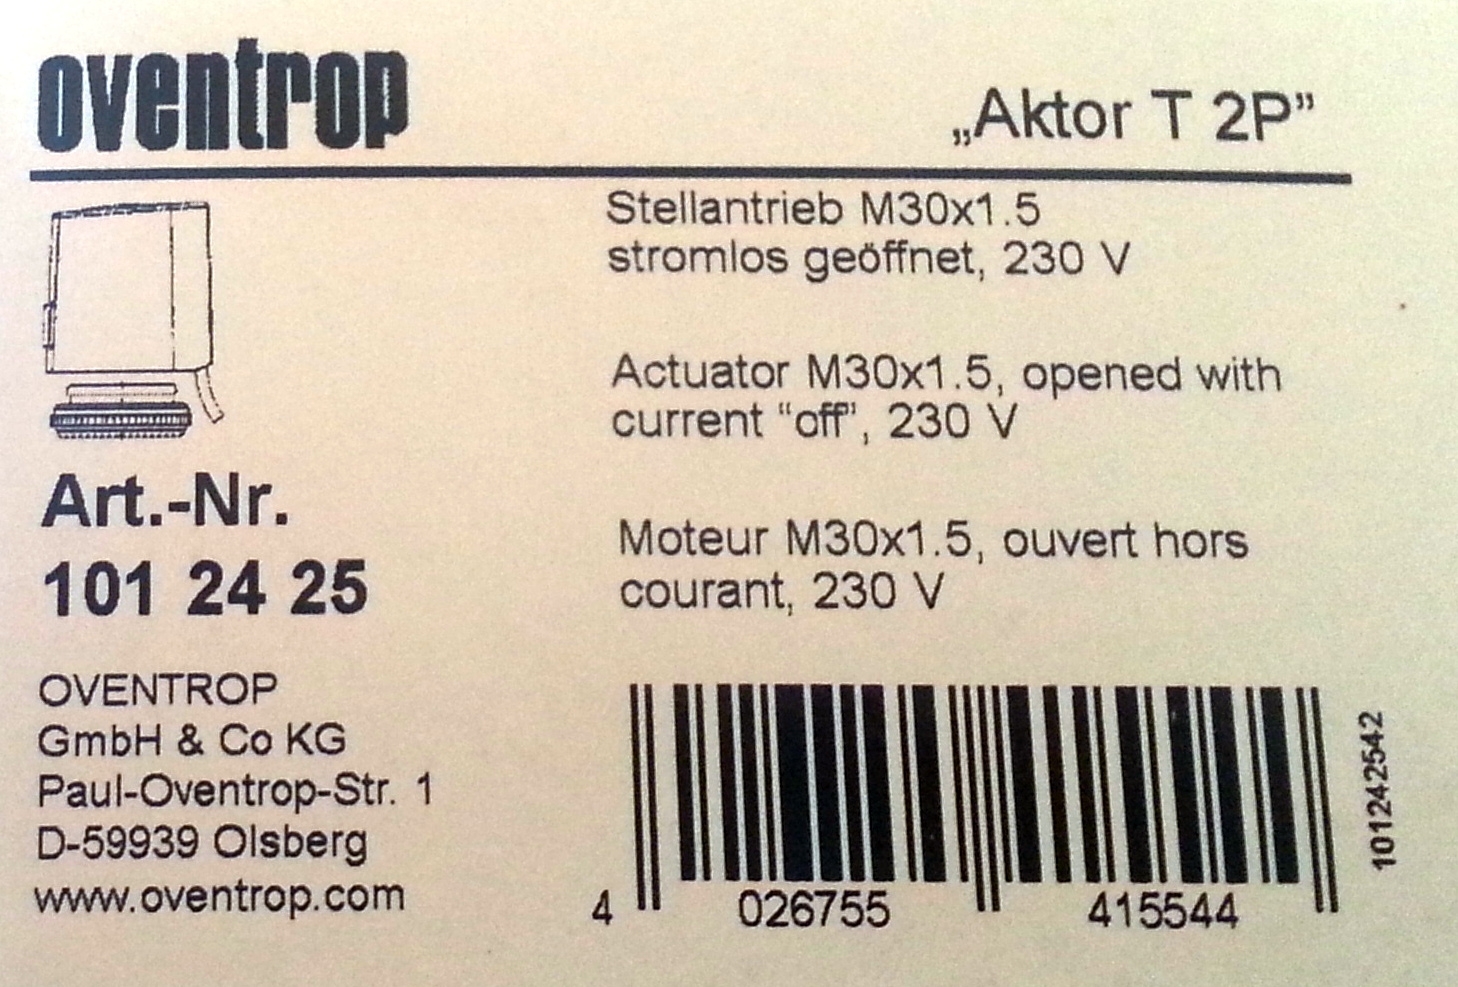 oventrop
„Aktor T 2P”
Stellantrieb M30x1.5
stromlos geöffnet, 230 V
Actuator M30x1.5, opened with
current “off”, 230 V
Moteur M30x1.5, ouvert hors
courant, 230 V
Art.-Nr.
101 24 25
OVENTROP
GmbH & Co KG
Paul-Oventrop-Str. 1
D-59939 Olsberg
www.oventrop.com
4 026755 415544
101242542